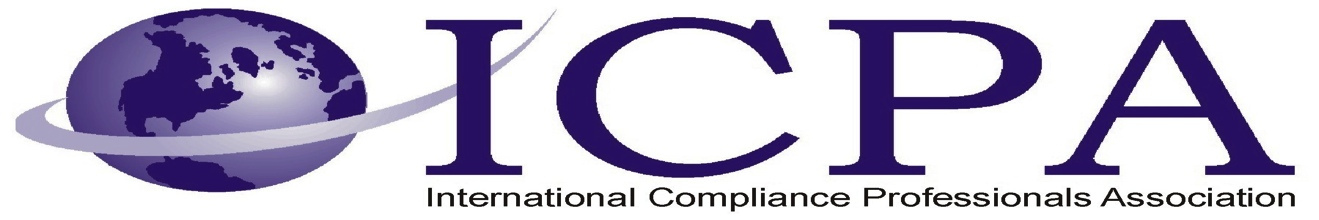 ICPA
International Compliance Professionals Association